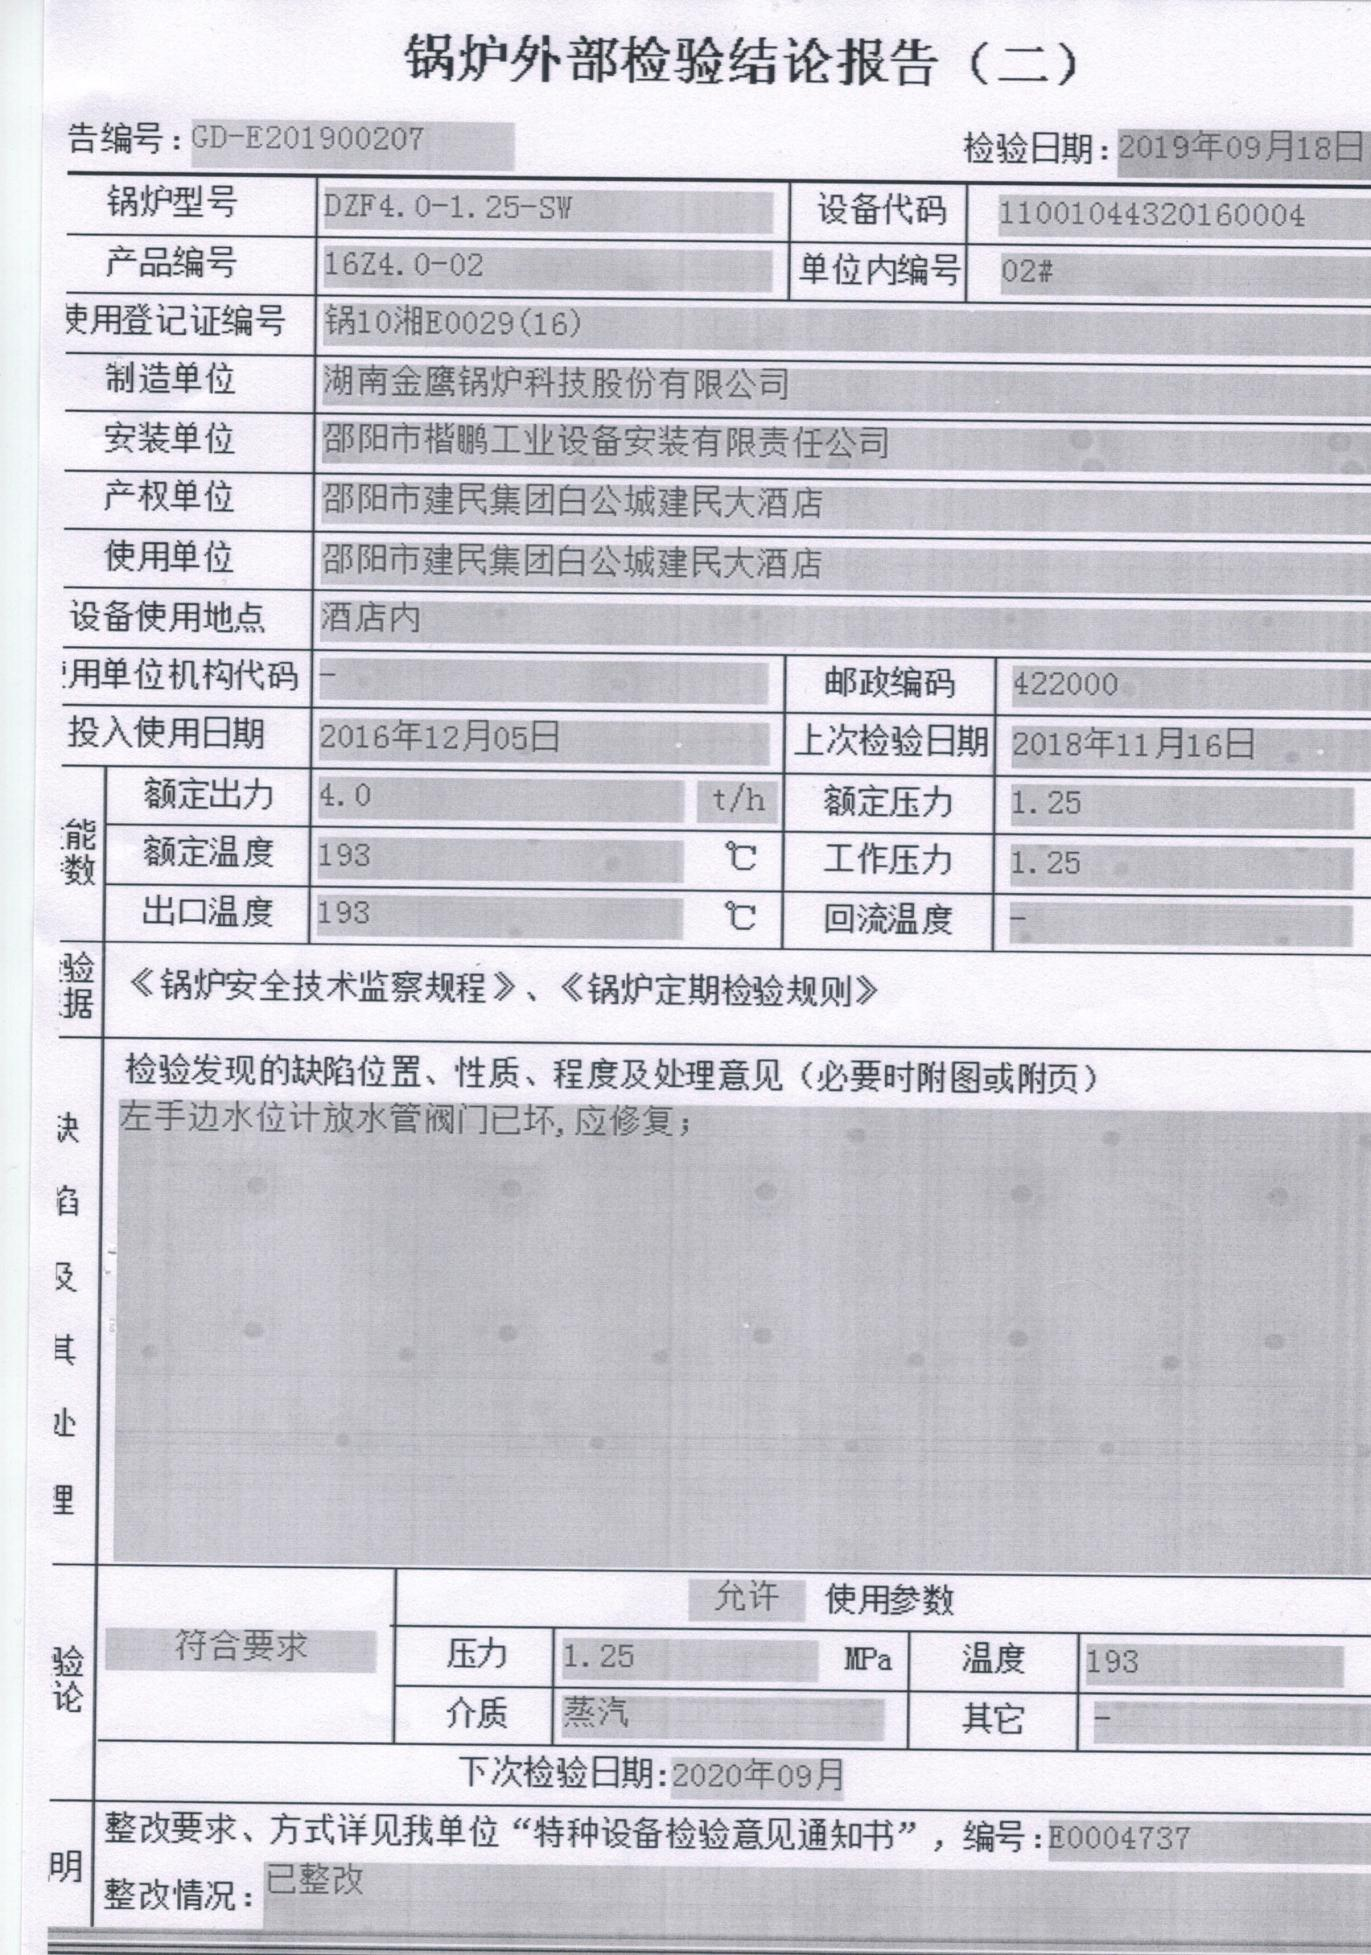 锅炉外部检验结论报告（二）
告编号:GD-E201900207 检验日期:2019年09月18日
锅炉型号 DZF4.0-1.25-SW 设备代码 11001044320160004
产品编号 16Z4.0-02 单位内编号 02#
使用登记证编号 锅10湘E0029(16)
制造单位 湖南金鹰锅炉科技股份有限公司
安装单位 邵阳市楷鹏工业设备安装有限责任公司
产权单位 邵阳市建民集团白公城建民大酒店
使用单位 邵阳市建民集团白公城建民大酒店
设备使用地点 酒店内
用单位机构代码 - 邮政编码 422000
投入使用日期 2016年12月05日 上次检验日期 2018年11月16日
能数
额定出力 4.0 t/h 额定压力 1.25
额定温度 193 ℃ 工作压力 1.25
出口温度 193 ℃ 回流温度 -
验据 《锅炉安全技术监察规程》、《锅炉定期检验规则》
缺陷及其处理
检验发现的缺陷位置、性质、程度及处理意见（必要时附图或附页）
左手边水位计放水管阀门已坏,应修复;
验论
符合要求
允许 使用参数
压力 1.25 MPa 温度 193
介质 蒸汽 其它 -
下次检验日期:2020年09月
明
整改要求、方式详见我单位“特种设备检验意见通知书”，编号:E0004737
整改情况: 已整改